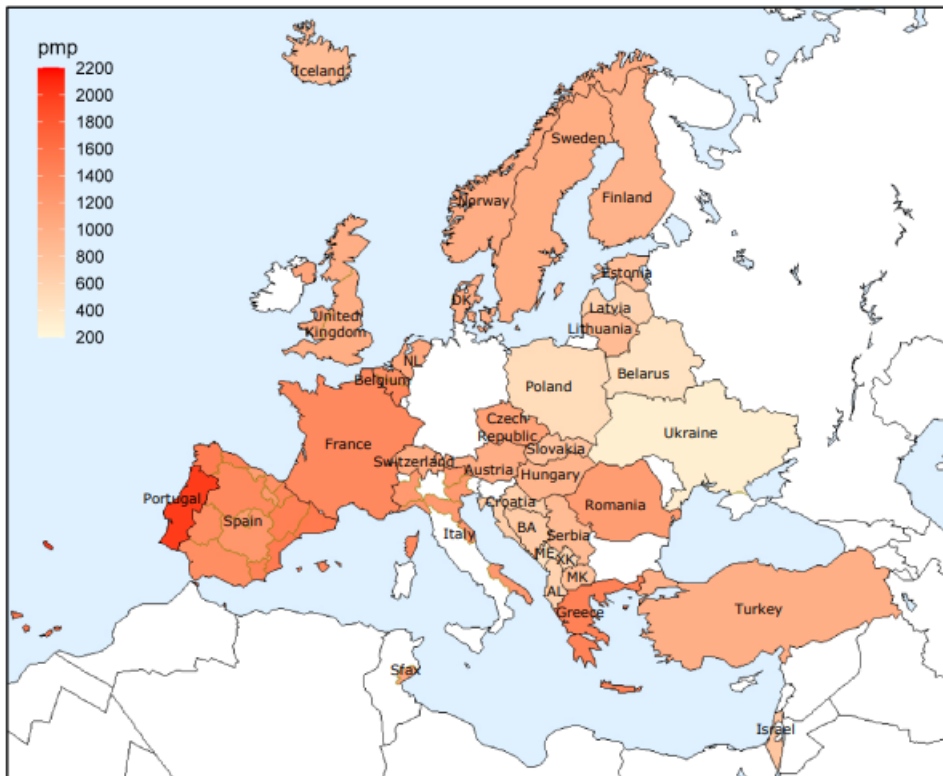 pmp
2200
2000
1800
1600
1400
1200
1000
800
600
400
200
Iceland
Sweden
Norway
Finland
Estonia
DK
Latvia
Lithuania
United
Kingdom
NL
Belgium
Poland
Belarus
Czech
Republic
Ukraine
France
Slovakia
Switzerland
Austria
Hungary
Portugal
Croatia
Romania
Spain
BA
Italy
Serbia
ME
XK
MK
AL
Greece
Turkey
Sfax
Israel